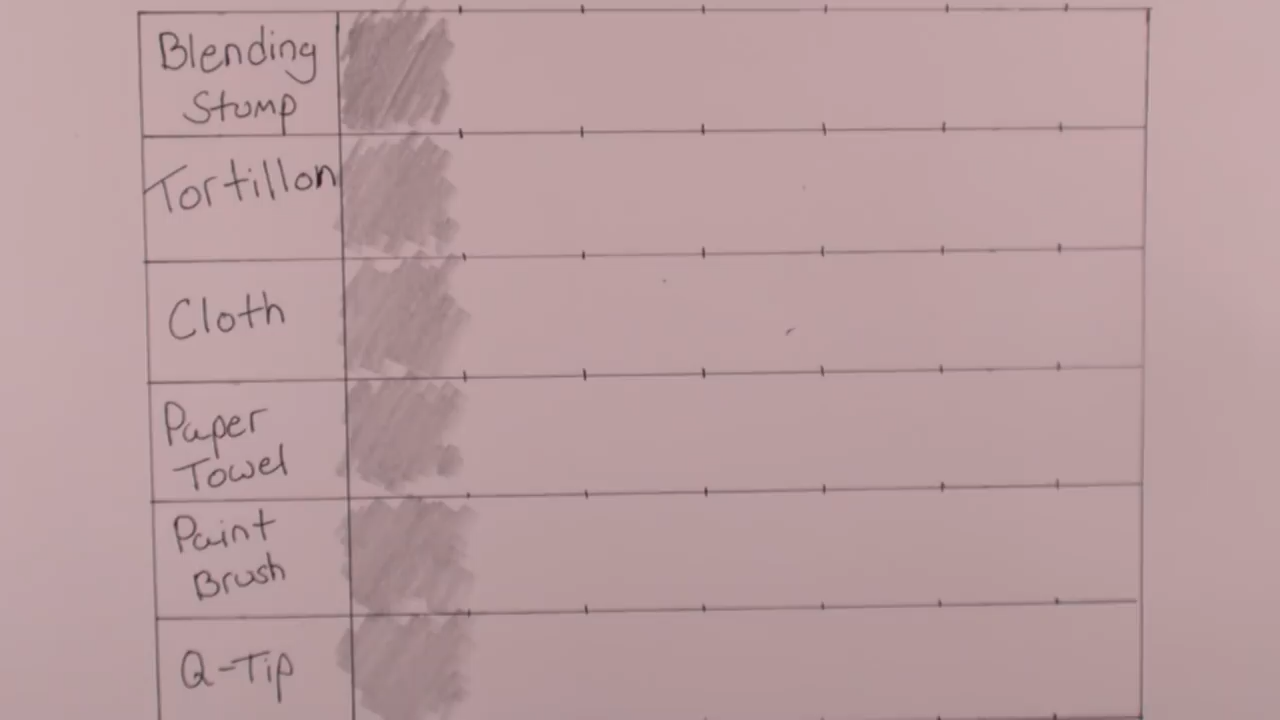 Blending
Stump
Tortillon
Cloth
Paper
Towel
Paint
Brush
Q-Tip